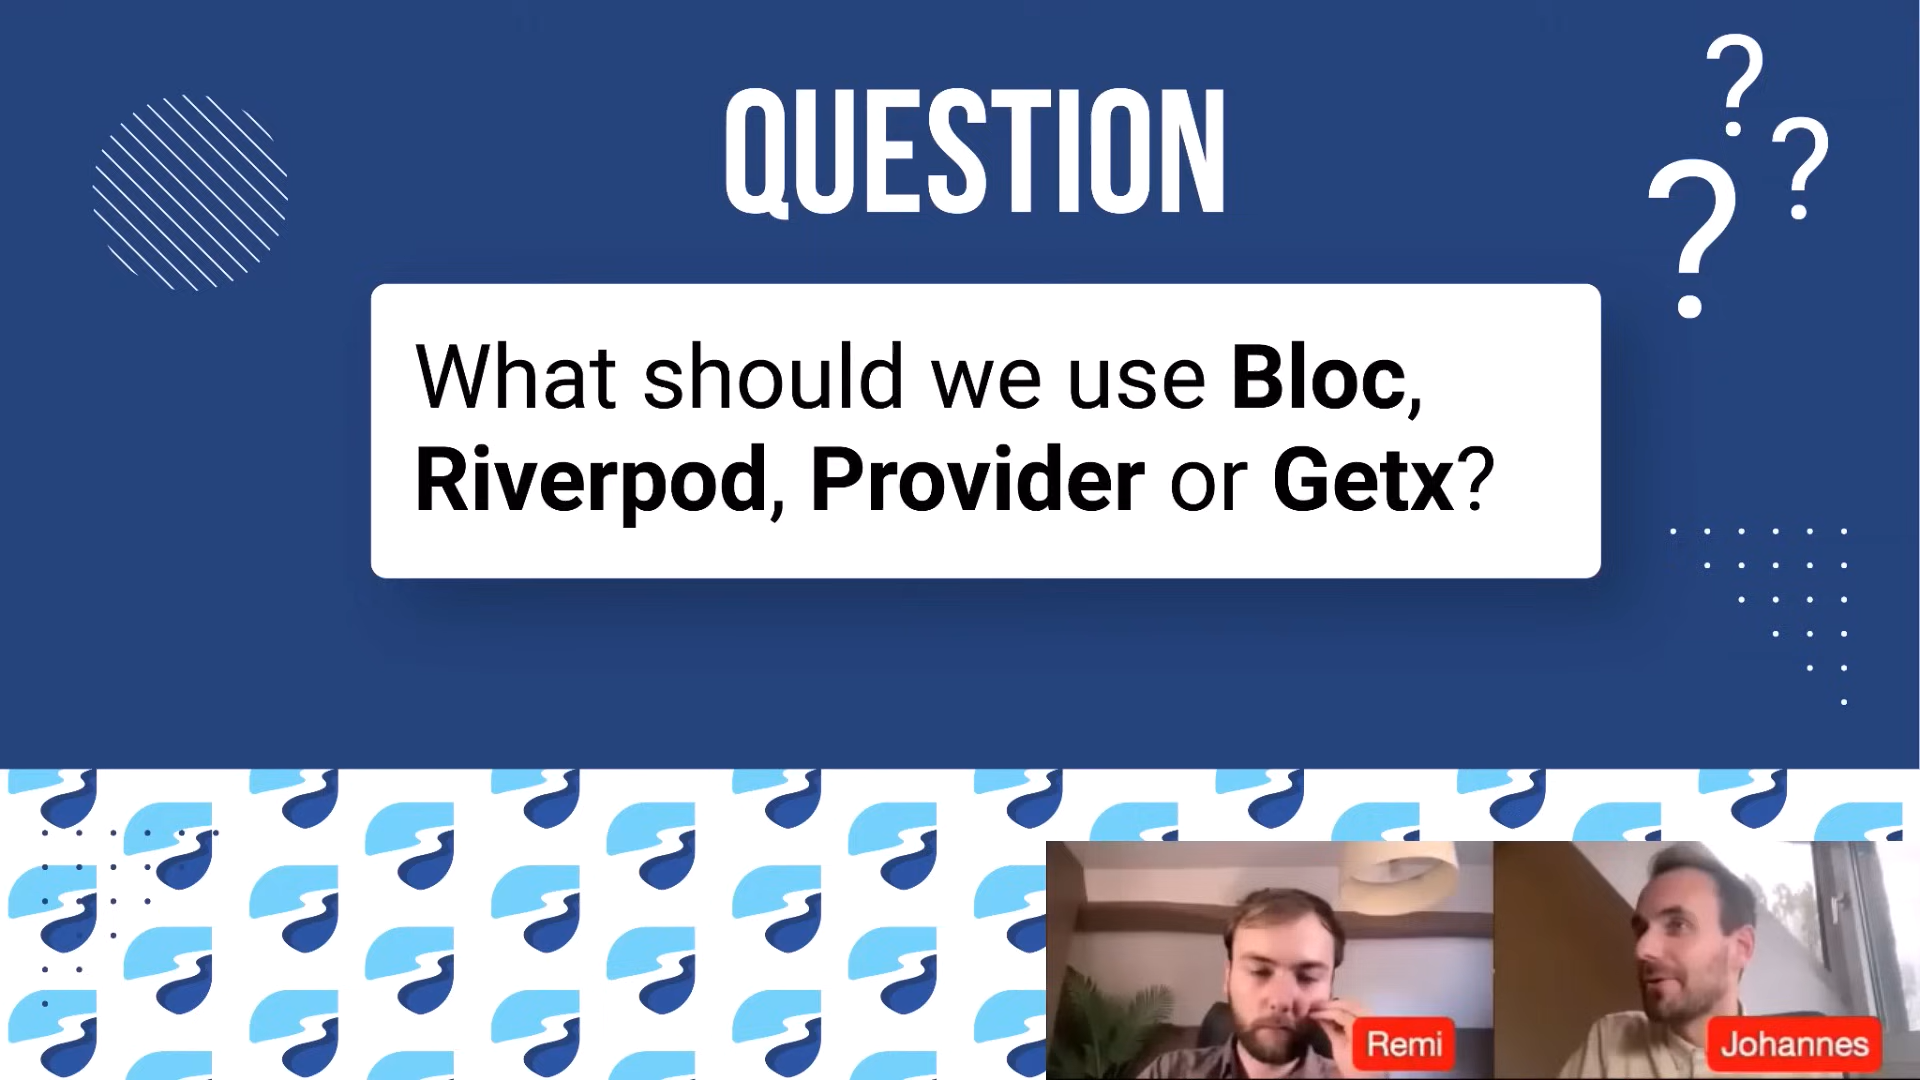 QUESTION
What should we use Bloc,
Riverpod, Provider or Getx?
Remi
Johannes